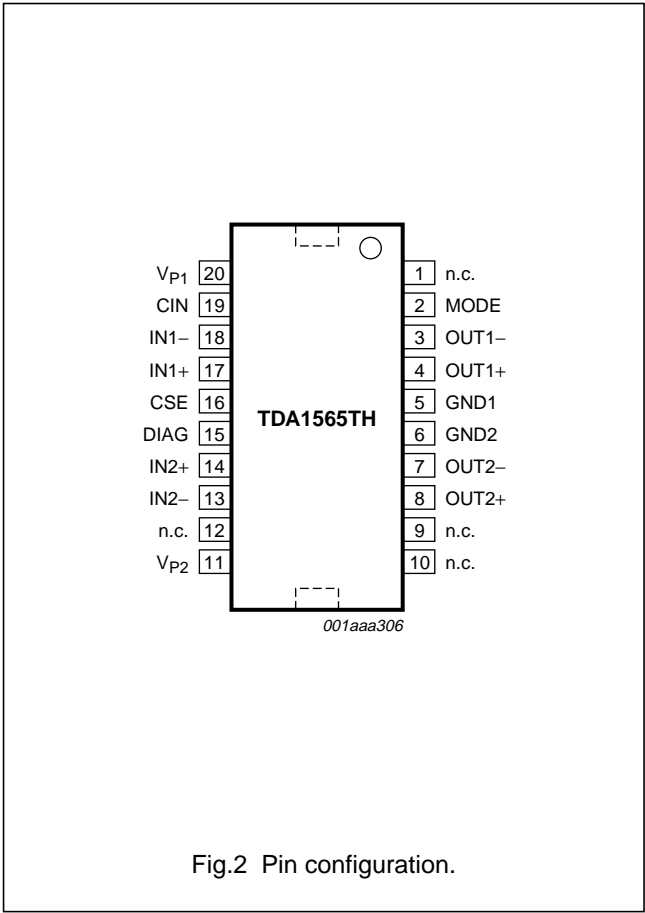 V_P1 20 1 n.c.
CIN 19 2 MODE
IN1− 18 3 OUT1−
IN1+ 17 4 OUT1+
CSE 16 5 GND1
TDA1565TH
DIAG 15 6 GND2
IN2+ 14 7 OUT2−
IN2− 13 8 OUT2+
n.c. 12 9 n.c.
V_P2 11 10 n.c.
001aaa306
Fig.2 Pin configuration.